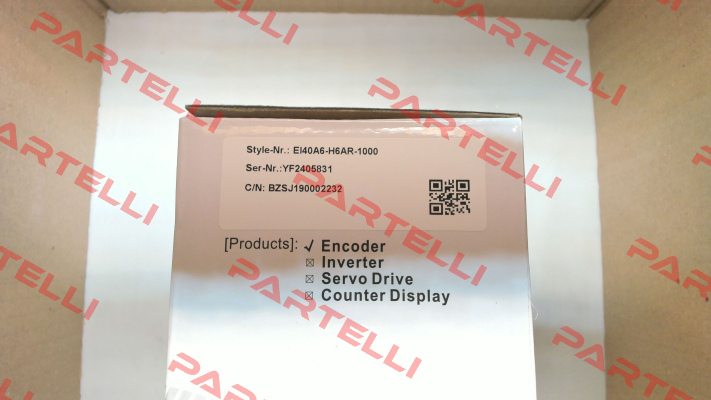 Style-Nr.: EI40A6-H6AR-1000
Ser-Nr.:YF2405831
C/N: BZSJ190002232
[Products]: ✓ Encoder
☒ Inverter
☒ Servo Drive
☒ Counter Display
PARTELLI
PARTELLI
PARTELLI
PARTELLI
PARTELLI
PARTELLI
PARTELLI
PARTELLI